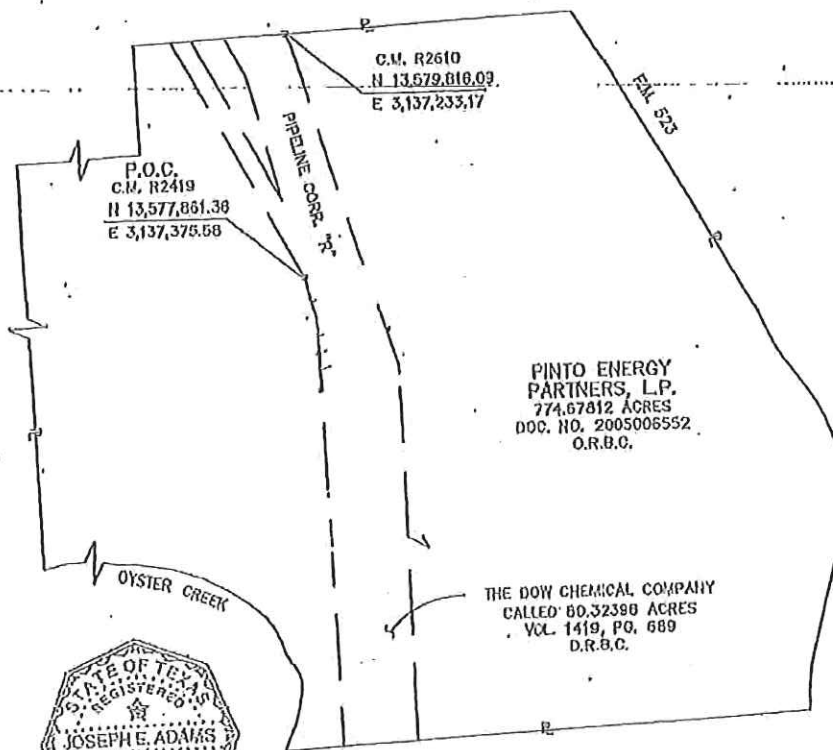 C.M. R2610
N 13,579,818.09
E 3,137,233.17
F.M. 523
PIPELINE CORR. "R"
P.O.C.
C.M. R2419
N 13,577,861.38
E 3,137,375.58
PINTO ENERGY
PARTNERS, L.P.
774.67812 ACRES
DOC. NO. 2005006552
O.R.B.C.
OYSTER CREEK
THE DOW CHEMICAL COMPANY
CALLED 80.32398 ACRES
VOL. 1419, PG. 689
D.R.B.C.
STATE OF TEXAS
REGISTERED
JOSEPH E. ADAMS